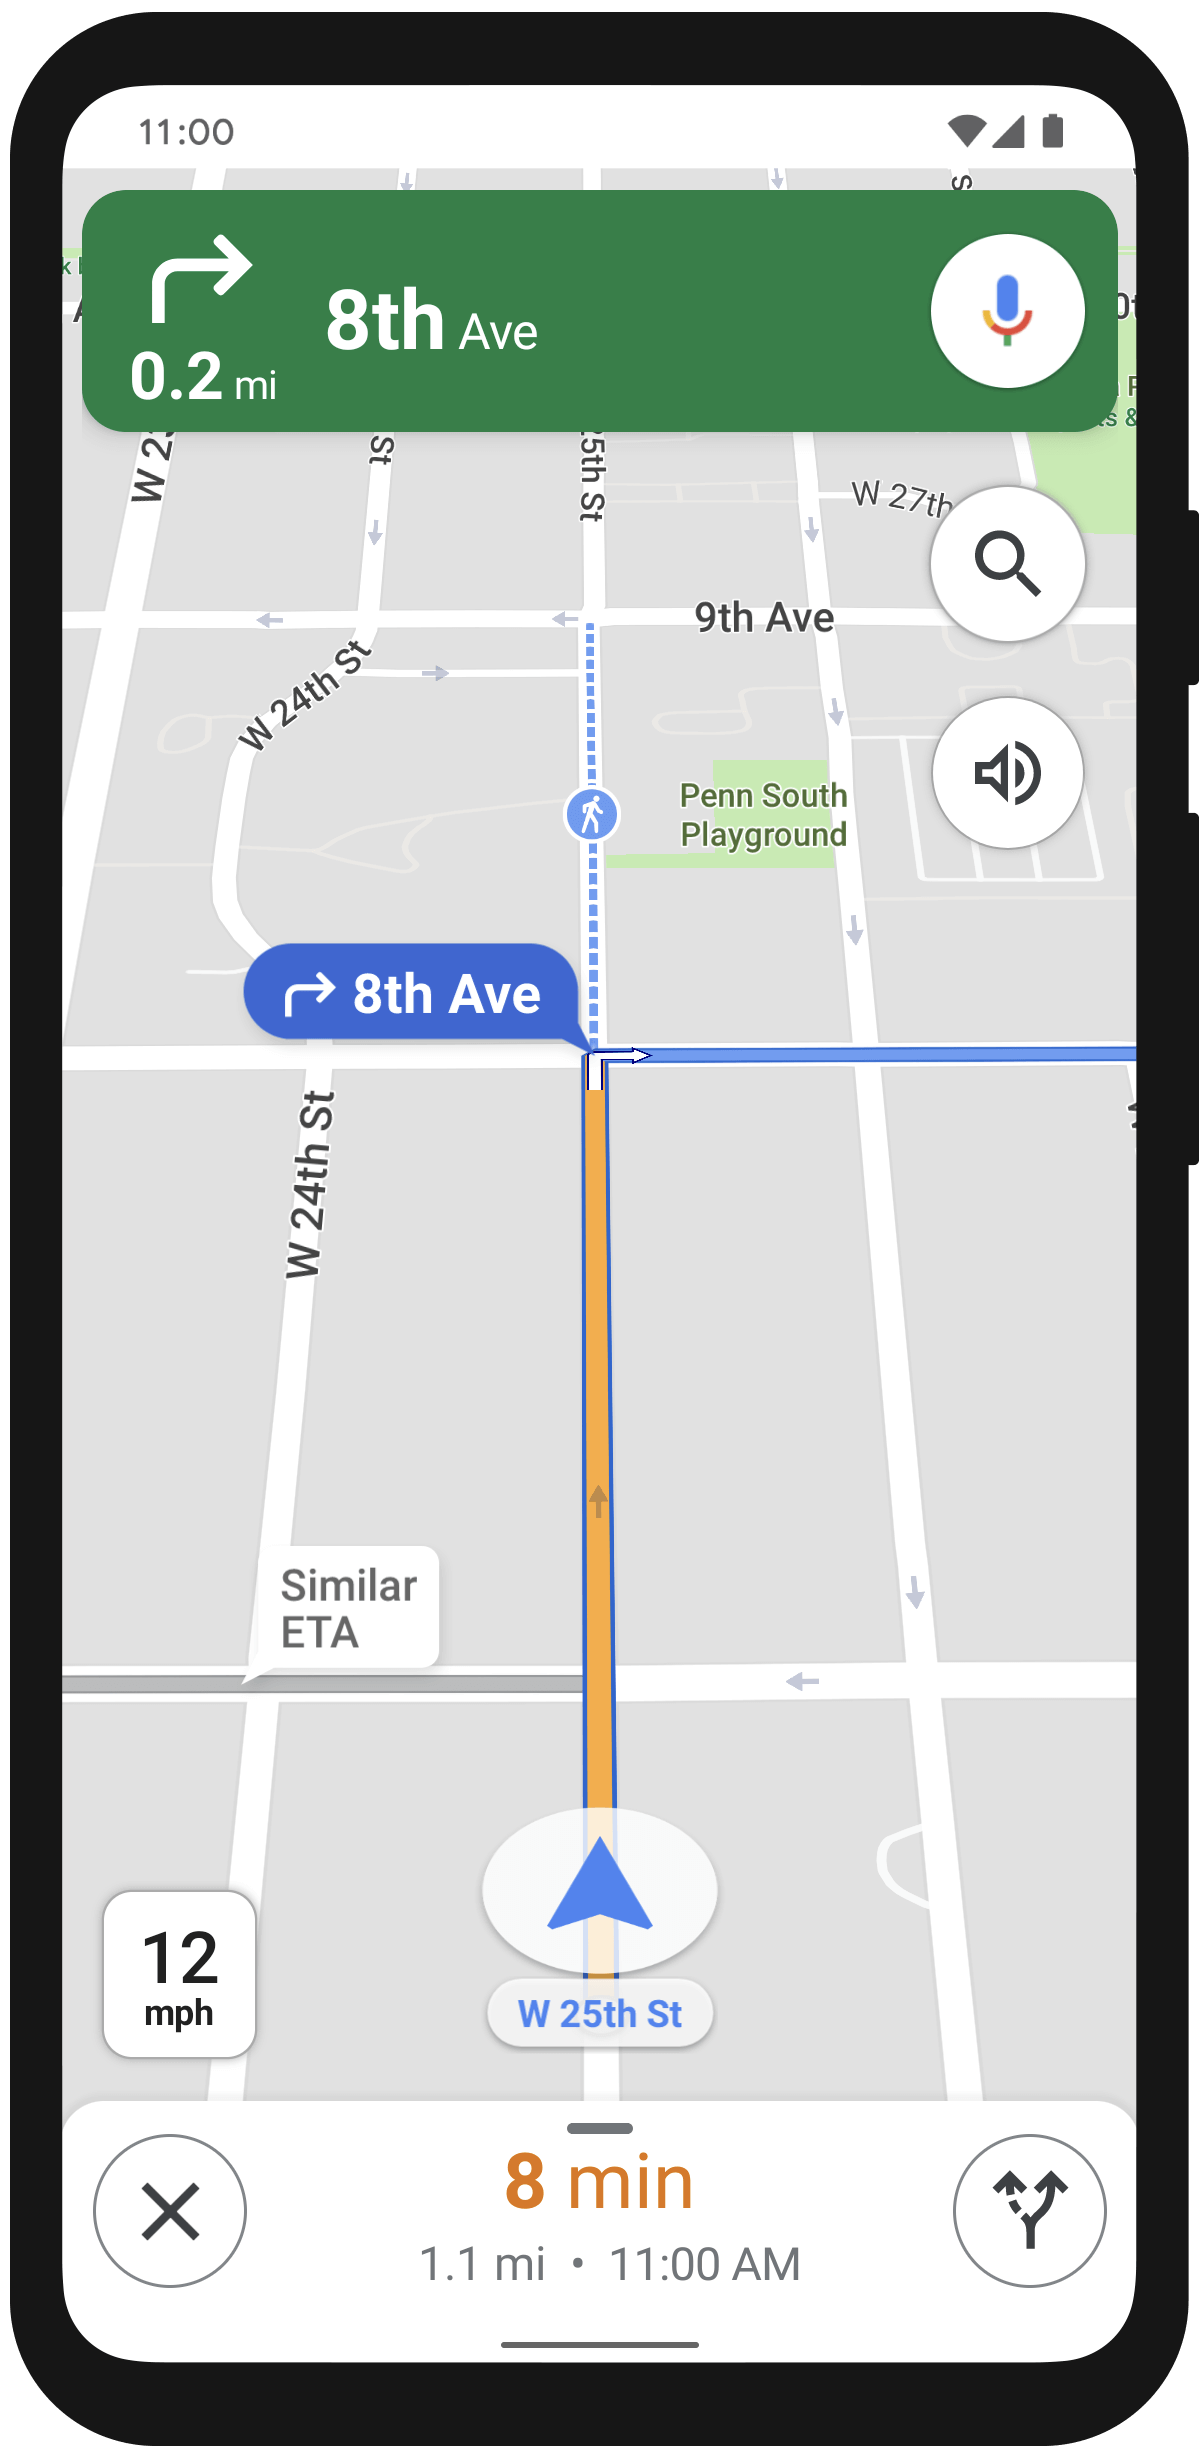 11:00
8th Ave
0.2 mi
St
W 27th
9th Ave
W 24th St
Penn South
Playground
8th Ave
W 24th St
Similar
ETA
12
mph
W 25th St
8 min
1.1 mi • 11:00 AM